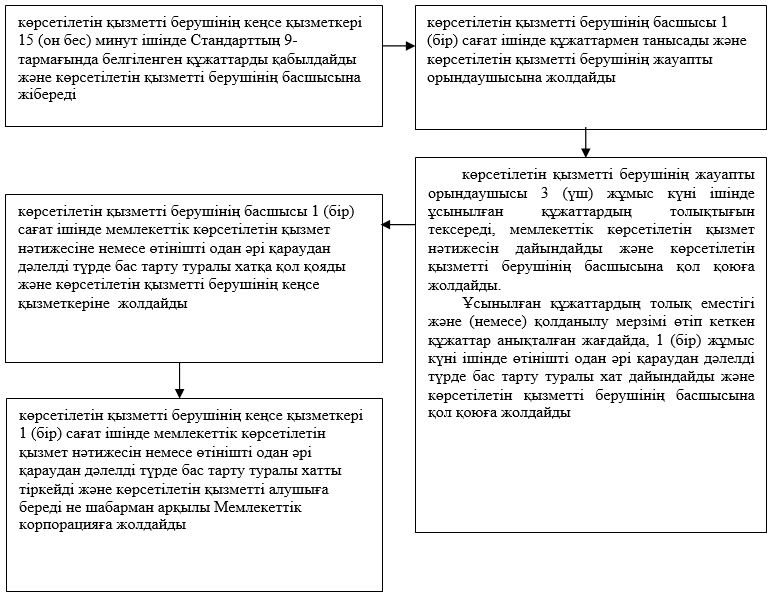 көрсетілетін қызметті берушінің кеңсе қызметкері
15 (он бес) минут ішінде Стандарттың 9-
тармағында белгіленген құжаттарды қабылдайды
және көрсетілетін қызметті берушінің басшысына
жібереді
көрсетілетін қызметті берушінің басшысы 1
(бір) сағат ішінде құжаттармен танысады және
көрсетілетін қызметті берушінің жауапты
орындаушысына жолдайды
көрсетілетін қызметті берушінің жауапты
орындаушысы 3 (үш) жұмыс күні ішінде
ұсынылған құжаттардың толықтығын
тексереді, мемлекеттік көрсетілетін қызмет
нәтижесін дайындайды және көрсетілетін
қызметті берушінің басшысына қол қоюға
жолдайды.
Ұсынылған құжаттардың толық еместігі
және (немесе) қолданылу мерзімі өтіп кеткен
құжаттар анықталған жағдайда, 1 (бір) жұмыс
күні ішінде өтінішті одан әрі қараудан дәлелді
түрде бас тарту туралы хат дайындайды және
көрсетілетін қызметті берушінің басшысына
қол қоюға жолдайды
көрсетілетін қызметті берушінің басшысы 1 (бір)
сағат ішінде мемлекеттік көрсетілетін қызмет
нәтижесіне немесе өтінішті одан әрі қараудан
дәлелді түрде бас тарту туралы хатқа қол қояды
және көрсетілетін қызметті берушінің кеңсе
қызметкеріне жолдайды
көрсетілетін қызметті берушінің кеңсе қызметкері
1 (бір) сағат ішінде мемлекеттік көрсетілетін
қызмет нәтижесін немесе өтінішті одан әрі
қараудан дәлелді түрде бас тарту туралы хатты
тіркейді және көрсетілетін қызметті алушыға
береді не шабарман арқылы Мемлекеттік
корпорацияға жолдайды